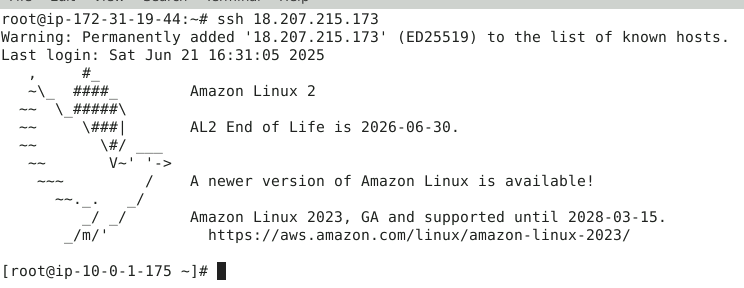 root@ip-172-31-19-44:~# ssh 18.207.215.173
Warning: Permanently added '18.207.215.173' (ED25519) to the list of known hosts.
Last login: Sat Jun 21 16:31:05 2025
   ,     #_
   ~\_  ####_        Amazon Linux 2
  ~~  \_#####\
  ~~     \###|       AL2 End of Life is 2026-06-30.
  ~~       \#/ ___
   ~~       V~' '->
    ~~~         /    A newer version of Amazon Linux is available!
      ~~._.   _/
         _/ _/       Amazon Linux 2023, GA and supported until 2028-03-15.
       _/m/'           https://aws.amazon.com/linux/amazon-linux-2023/
[root@ip-10-0-1-175 ~]#